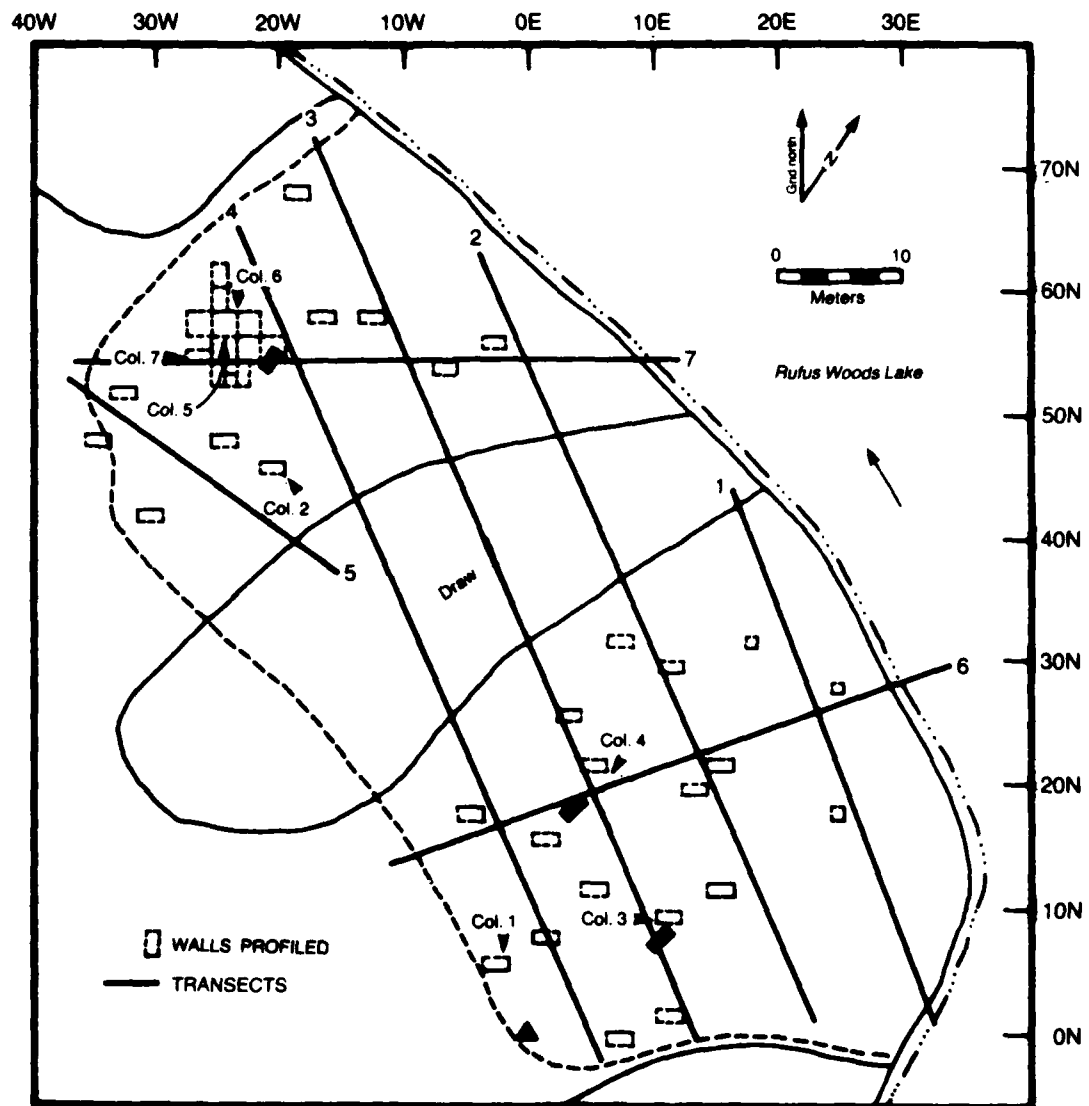 40W 30W 20W 10W 0E 10E 20E 30E
3
Grid north
N
70N
4
2
0 10
Meters
Col. 6
60N
Col. 7
7
Rufus Woods Lake
Col. 5
50N
1
Col. 2
5
40N
Draw
30N
6
Col. 4
20N
Col. 1
Col. 3
10N
WALLS PROFILED
TRANSECTS
0N